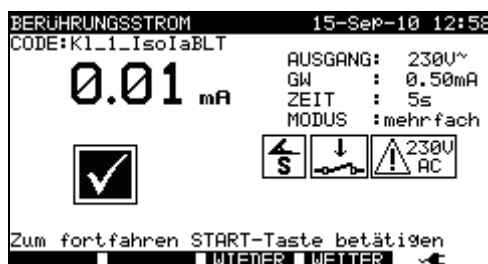 BERÜHRUNGSSTROM 15-Sep-10 12:58
CODE:Kl_1_IsoIaBLT
0.01 mA
AUSGANG: 230V~
GW : 0.50mA
ZEIT : 5s
MODUS :mehrfach
S
230V
AC
Zum fortfahren START-Taste betätigen
WIEDER WEITER